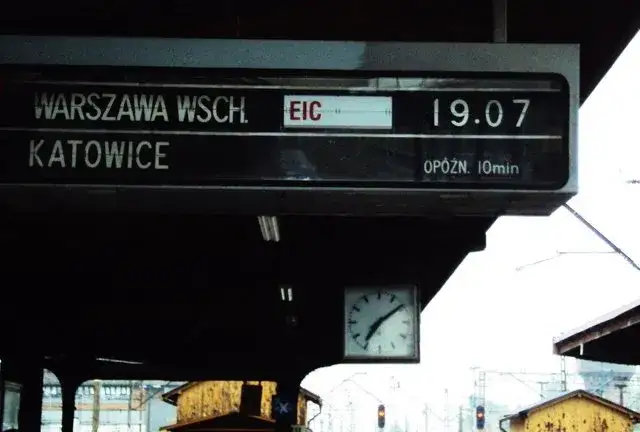 WARSZAWA WSCH. EIC 19.07
KATOWICE OPÓŹN. 10min